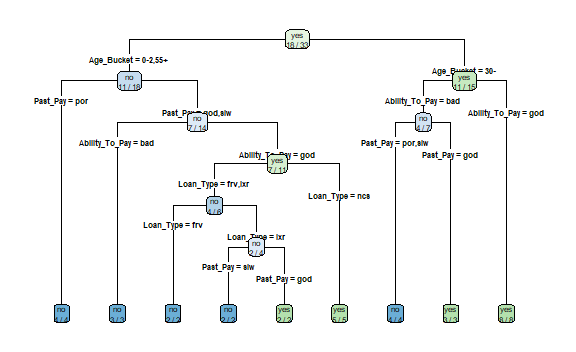 yes
18 / 33
Age_Bucket = 0-2,55+
Age_Bucket = 30-
no
11 / 18
yes
11 / 15
Past_Pay = por
Past_Pay = god,slw
Ability_To_Pay = bad
Ability_To_Pay = god
no
7 / 14
no
4 / 7
Ability_To_Pay = bad
Ability_To_Pay = god
Past_Pay = por,slw
Past_Pay = god
yes
7 / 11
Loan_Type = frv,ixr
Loan_Type = ncs
no
4 / 6
Loan_Type = frv
Loan_Type = ixr
no
2 / 4
Past_Pay = slw
Past_Pay = god
no
4 / 4
no
3 / 3
no
2 / 2
no
2 / 2
yes
2 / 2
yes
5 / 5
no
4 / 4
yes
3 / 3
yes
8 / 8